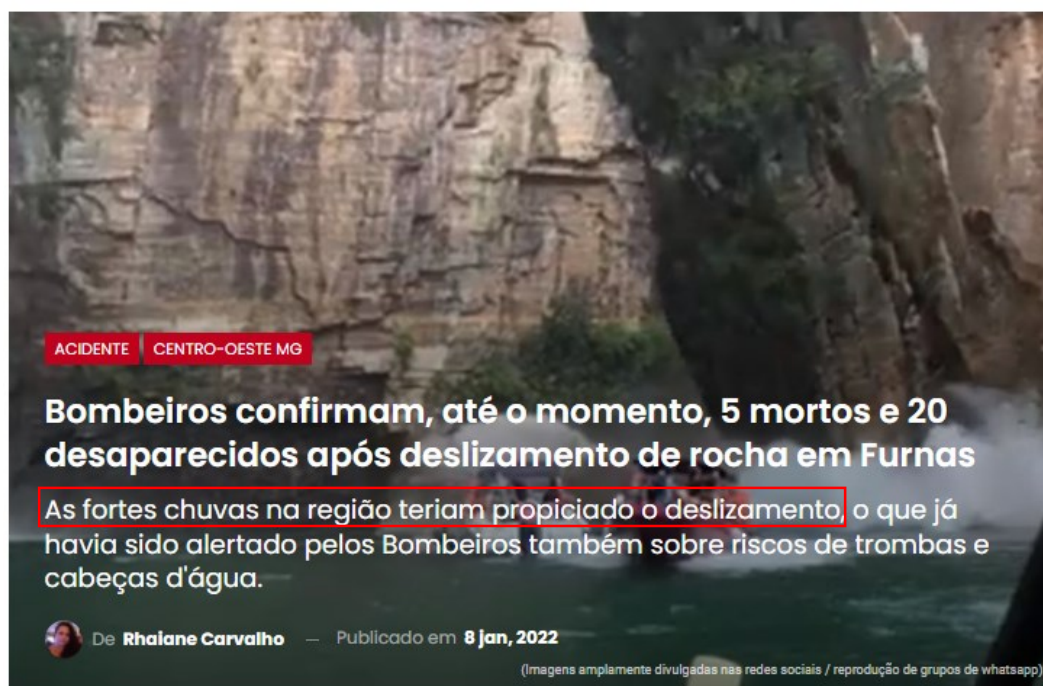 ACIDENTE CENTRO-OESTE MG
Bombeiros confirmam, até o momento, 5 mortos e 20
desaparecidos após deslizamento de rocha em Furnas
As fortes chuvas na região teriam propiciado o deslizamento, o que já
havia sido alertado pelos Bombeiros também sobre riscos de trombas e
cabeças d'água.
De Rhaiane Carvalho — Publicado em 8 jan, 2022
(Imagens amplamente divulgadas nas redes sociais / reprodução de grupos de whatsapp)